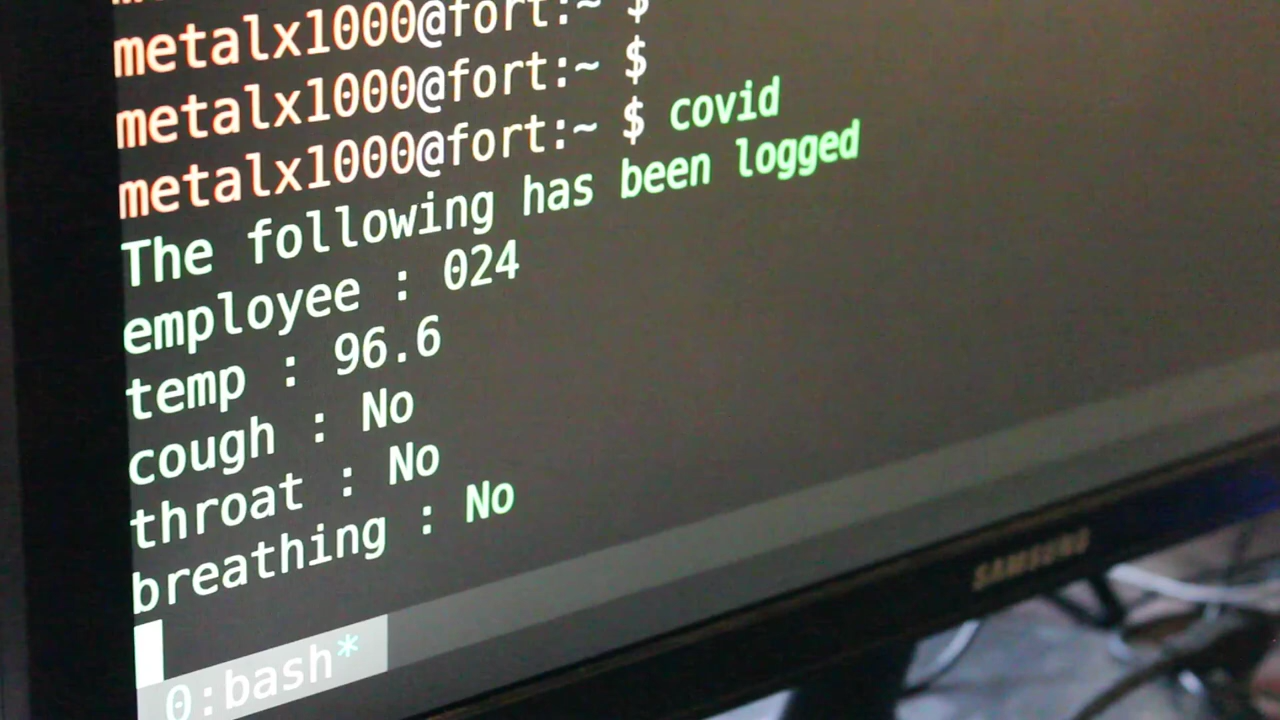 metalx1000@fort:~ $
metalx1000@fort:~ $
metalx1000@fort:~ $ covid
The following has been logged
employee : 024
temp : 96.6
cough : No
throat : No
breathing : No
0:bash*
SAMSUNG